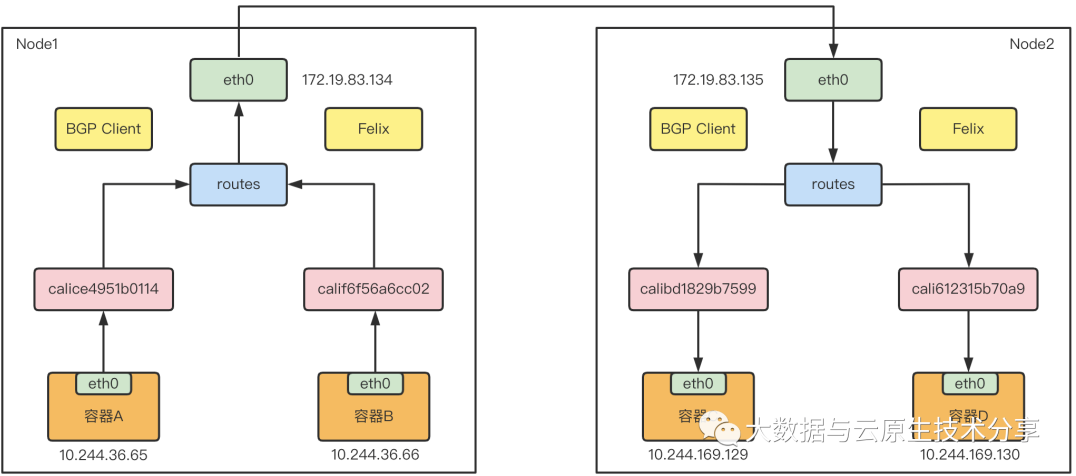 Node1
Node2
eth0
172.19.83.134
172.19.83.135
eth0
BGP Client
Felix
BGP Client
Felix
routes
routes
calice4951b0114
calif6f56a6cc02
calibd1829b7599
cali612315b70a9
eth0
eth0
eth0
eth0
容器A
容器B
容器
容器D
大数据与云原生技术分享
10.244.36.65
10.244.36.66
10.244.169.129
10.244.169.130